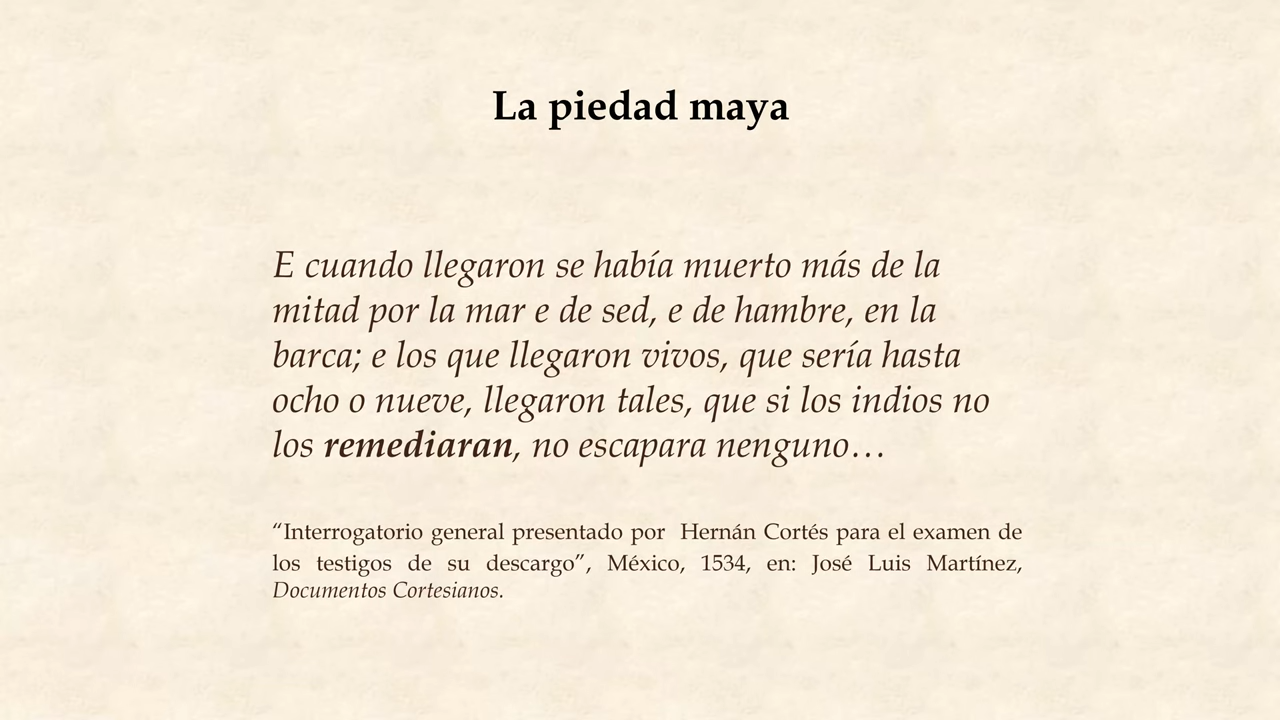 La piedad maya
E cuando llegaron se había muerto más de la
mitad por la mar e de sed, e de hambre, en la
barca; e los que llegaron vivos, que sería hasta
ocho o nueve, llegaron tales, que si los indios no
los remediaran, no escapara nenguno…
“Interrogatorio general presentado por Hernán Cortés para el examen de
los testigos de su descargo”, México, 1534, en: José Luis Martínez,
Documentos Cortesianos.